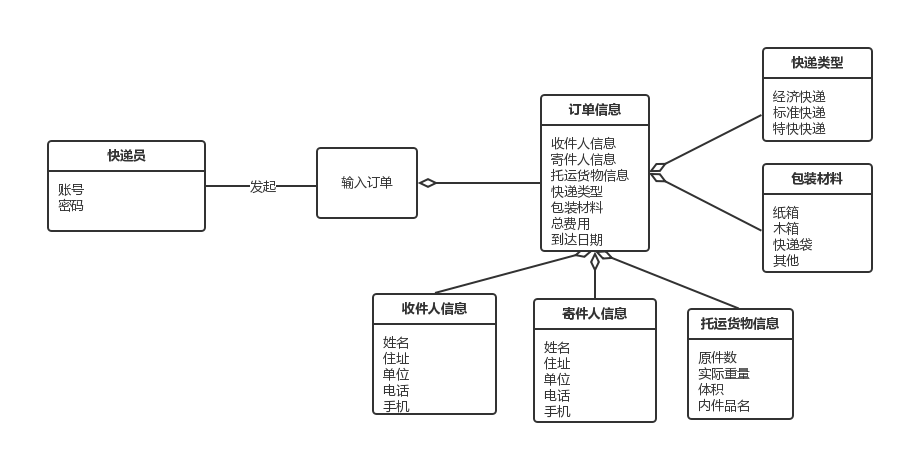 快递员
账号
密码
发起
输入订单
订单信息
收件人信息
寄件人信息
托运货物信息
快递类型
包装材料
总费用
到达日期
快递类型
经济快递
标准快递
特快快递
包装材料
纸箱
木箱
快递袋
其他
收件人信息
姓名
住址
单位
电话
手机
寄件人信息
姓名
住址
单位
电话
手机
托运货物信息
原件数
实际重量
体积
内件品名